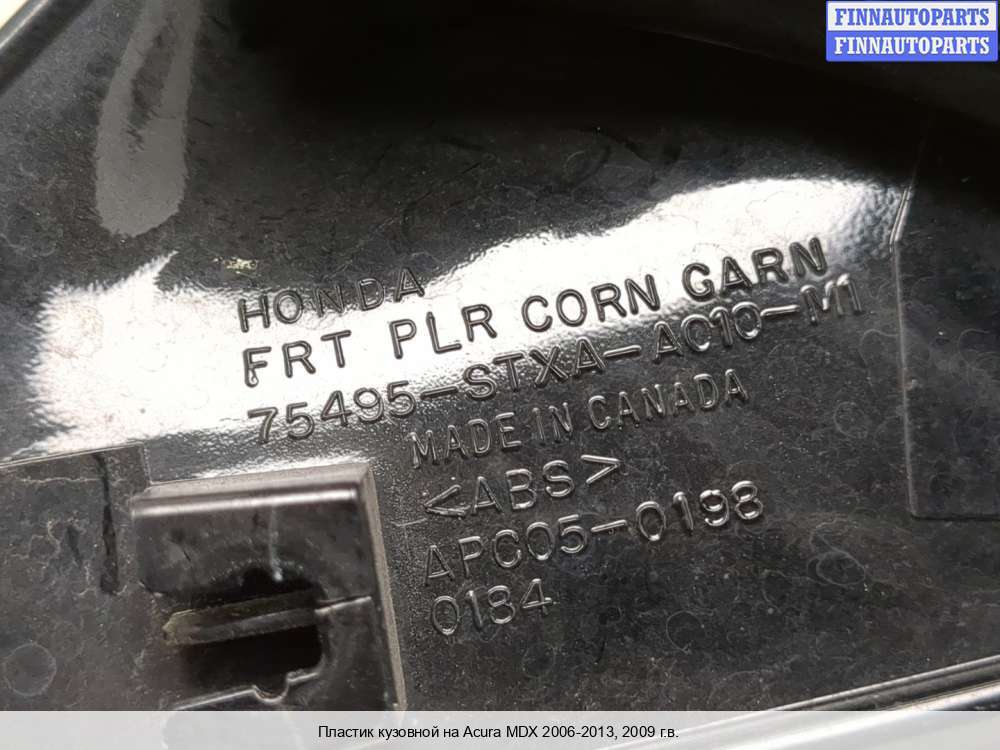 FINNAUTOPARTS
FINNAUTOPARTS
HONDA
FRT PLR CORN GARN
75495-STXA-A010-M1
MADE IN CANADA
<ABS>
APC05-0198
0184
Пластик кузовной на Acura MDX 2006-2013, 2009 г.в.